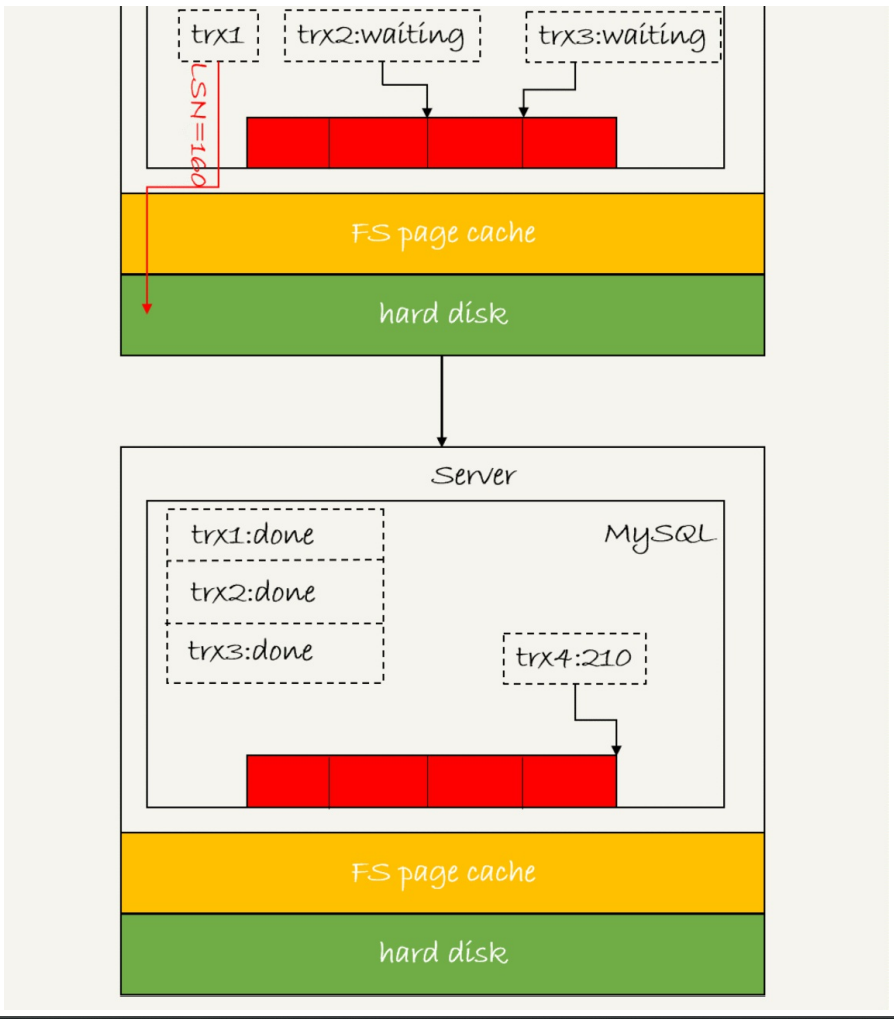 trx1
trx2:waiting
trx3:waiting
LSN=160
FS page cache
hard disk
Server
MySQL
trx1:done
trx2:done
trx3:done
trx4:210
FS page cache
hard disk